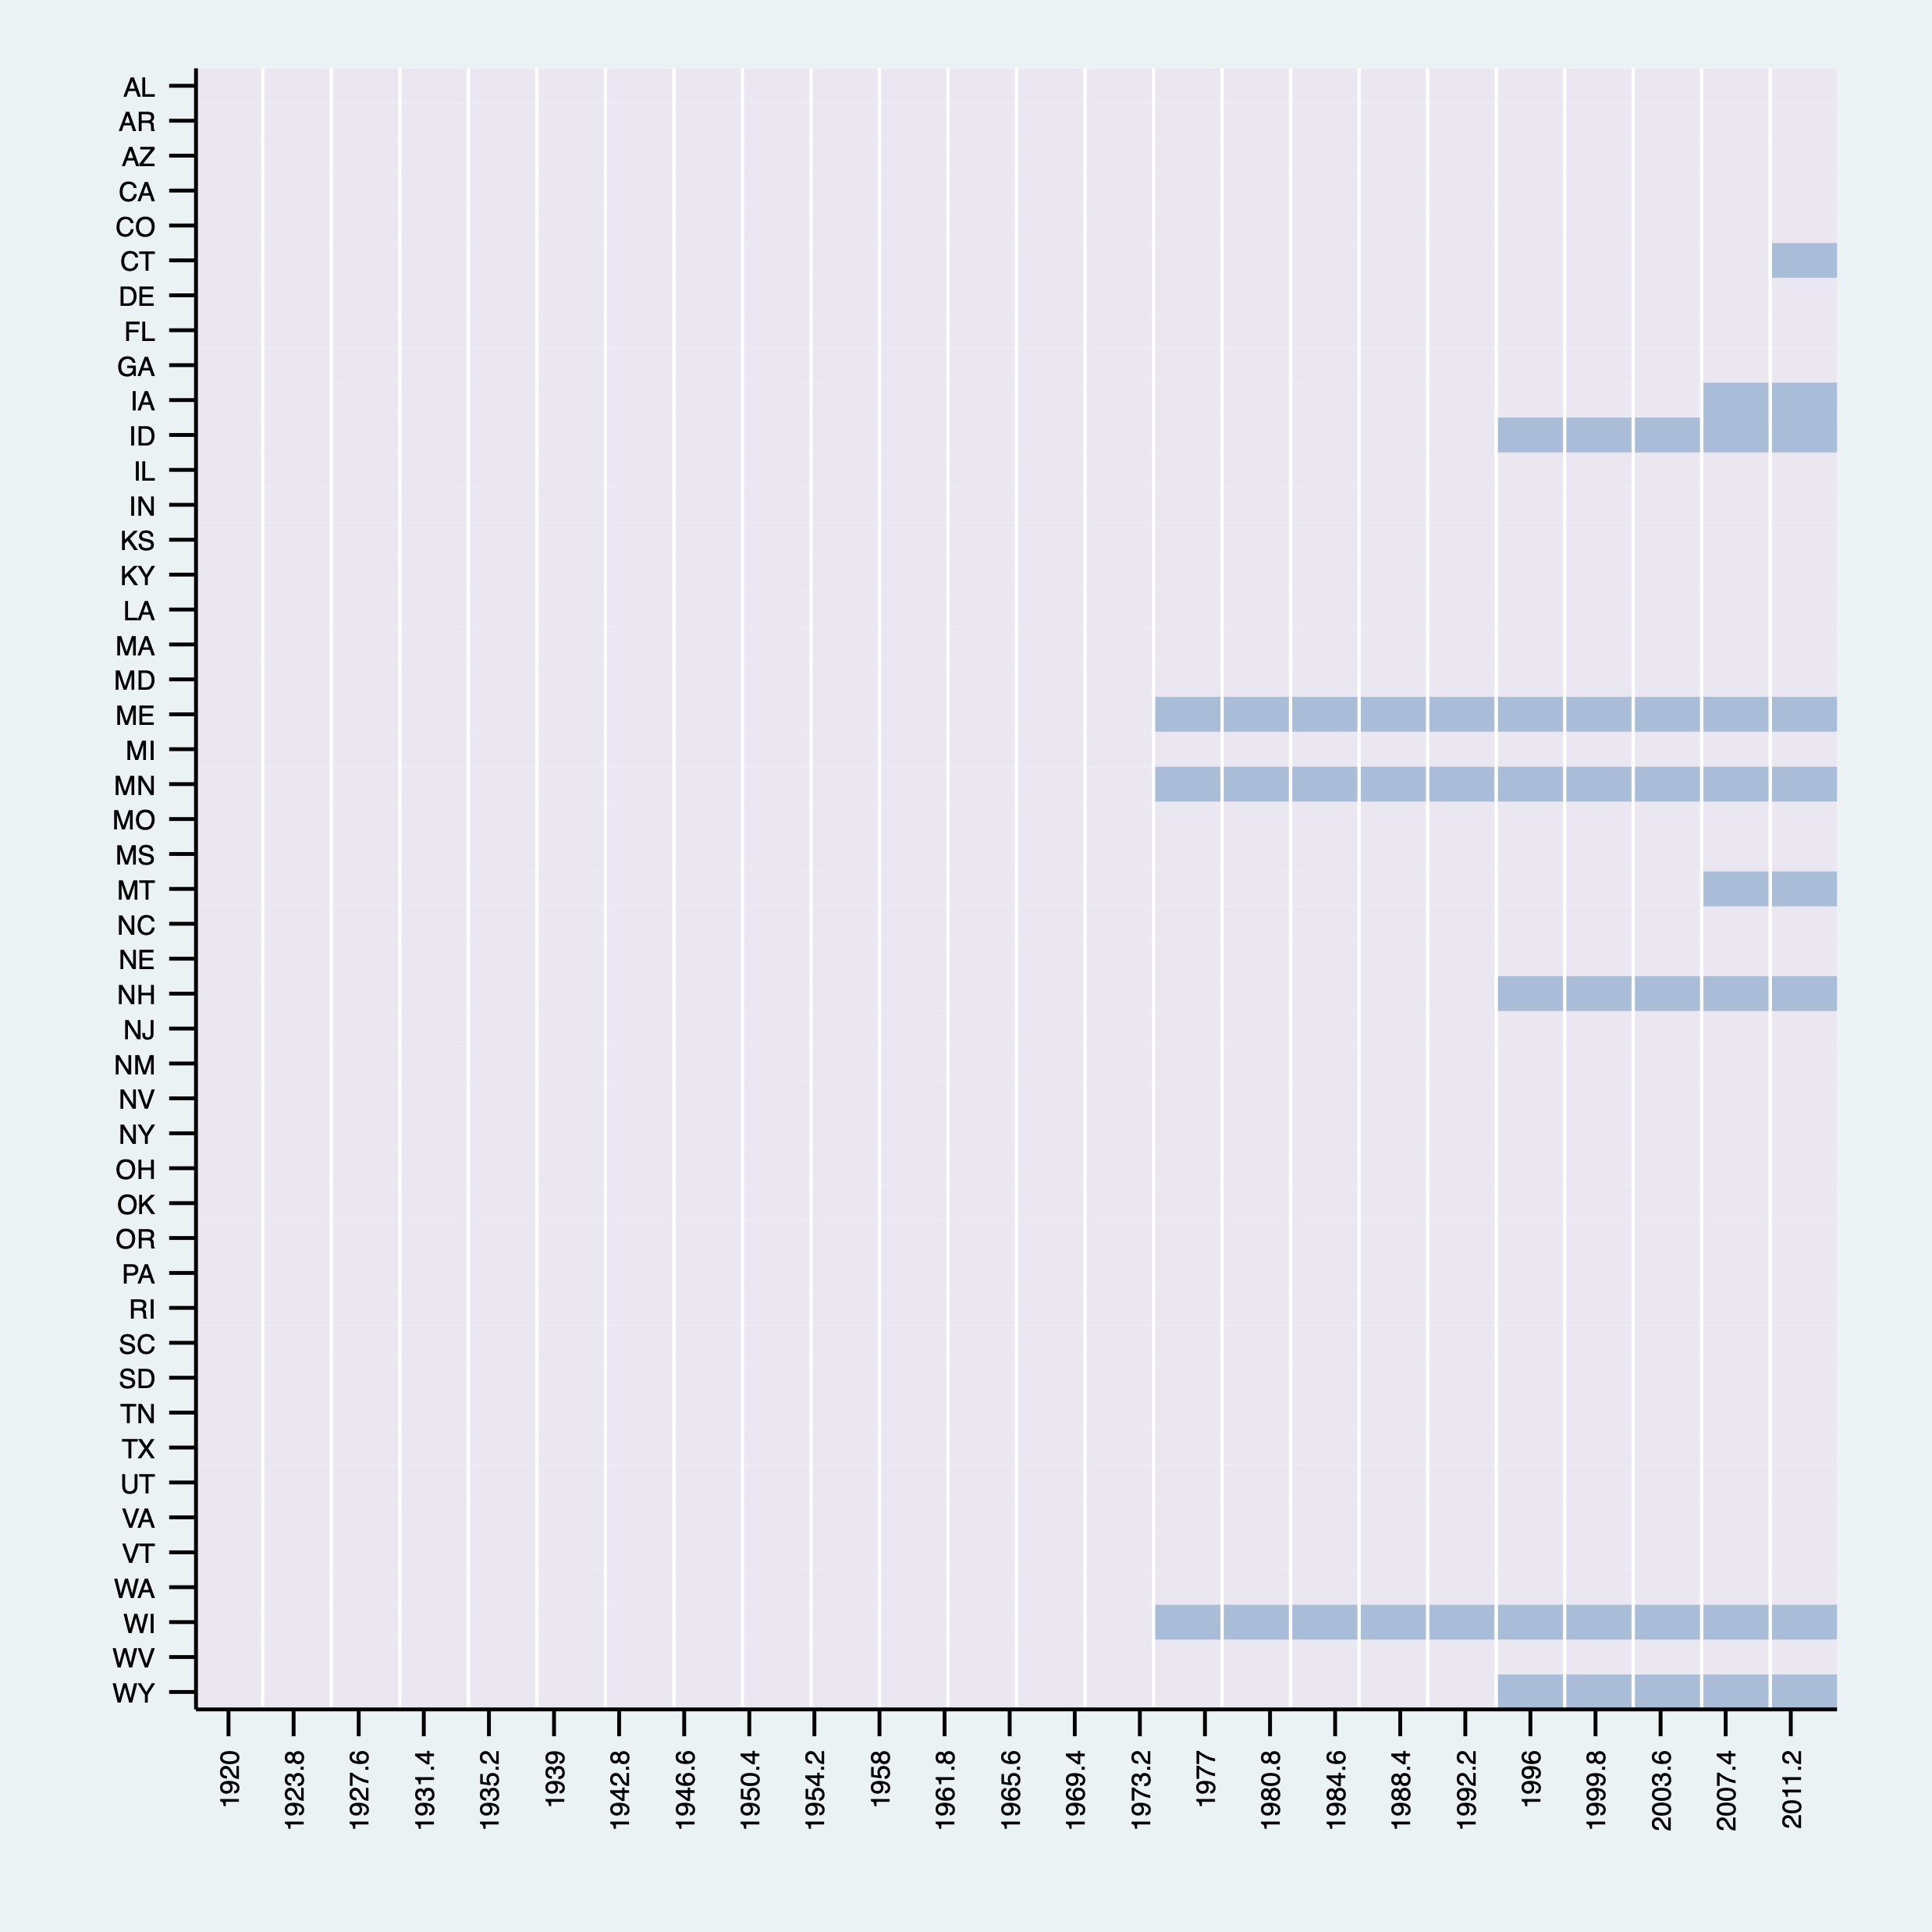 AL
AR
AZ
CA
CO
CT
DE
FL
GA
IA
ID
IL
IN
KS
KY
LA
MA
MD
ME
MI
MN
MO
MS
MT
NC
NE
NH
NJ
NM
NV
NY
OH
OK
OR
PA
RI
SC
SD
TN
TX
UT
VA
VT
WA
WI
WV
WY
1920
1923.8
1927.6
1931.4
1935.2
1939
1942.8
1946.6
1950.4
1954.2
1958
1961.8
1965.6
1969.4
1973.2
1977
1980.8
1984.6
1988.4
1992.2
1996
1999.8
2003.6
2007.4
2011.2